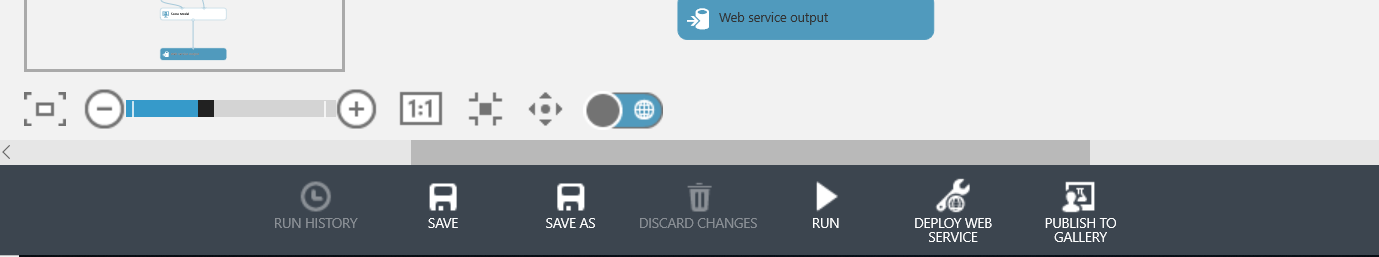 Web service output
1:1
RUN HISTORY
SAVE
SAVE AS
DISCARD CHANGES
RUN
DEPLOY WEB
SERVICE
PUBLISH TO
GALLERY